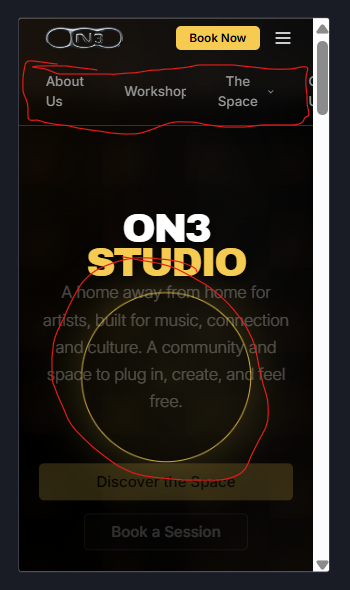 ON3
Book Now
About
Us
Workshop
The
Space
ON3
STUDIO
A home away from home for
artists, built for music, connection
and culture. A community and
space to plug in, create, and feel
free.
Discover the Space
Book a Session